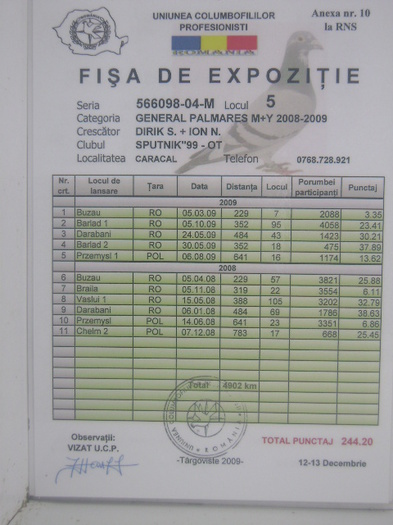 UNIUNEA COLUMBOFILILOR
PROFESIONISTI
ROMANIA
Anexa nr. 10
la RNS
FIȘA DE EXPOZIȚIE
Seria 566098-04-M Locul 5
Categoria GENERAL PALMARES M+Y 2008-2009
Crescător DIRIK S. + ION N.
Clubul SPUTNIK"99 - OT
Localitatea CARACAL Telefon 0768.728.921
Nr. crt. Locul de lansare Țara Data Distanța Locul Porumbei participanți Punctaj
2009
1 Buzau RO 05.03.09 229 7 2088 3.35
2 Barlad 1 RO 05.10.09 352 95 4058 23.41
3 Darabani RO 24.05.09 484 43 1423 30.21
4 Barlad 2 RO 30.05.09 352 18 475 37.89
5 Przemysl 1 POL 06.08.09 641 16 1174 13.62
2008
6 Buzau RO 05.04.08 229 57 3821 25.88
7 Braila RO 05.11.08 319 22 3554 6.11
8 Vaslui 1 RO 15.05.08 388 105 3202 32.79
9 Darabani RO 06.01.08 484 69 1786 38.63
10 Przemysl POL 14.06.08 641 23 3351 6.86
11 Chelm 2 POL 07.12.08 783 17 668 25.45
Total 4902 km
Observații:
VIZAT U.C.P.
TOTAL PUNCTAJ 244.20
-Târgoviște 2009-
12-13 Decembrie